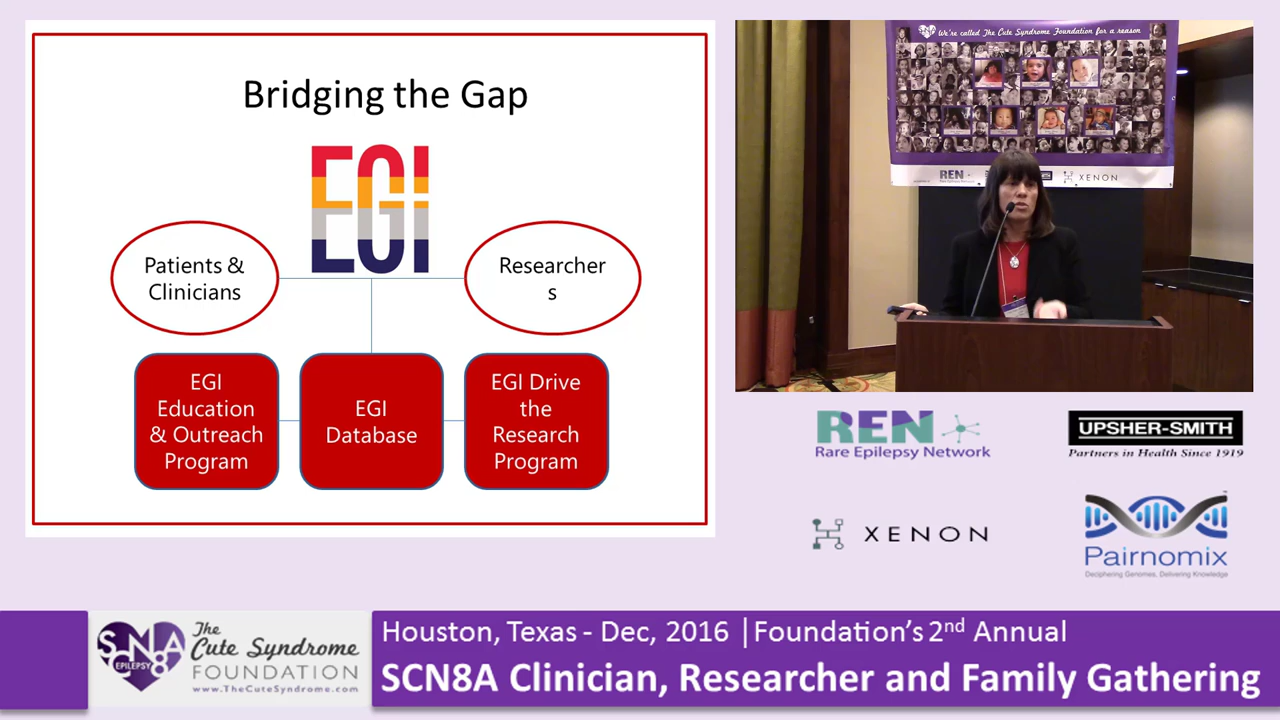 Bridging the Gap
EGI
Patients &
Clinicians
Researcher
s
EGI
Education
& Outreach
Program
EGI
Database
EGI Drive
the
Research
Program
We're called The Cute Syndrome Foundation for a reason
REN
XENON
REN
Rare Epilepsy Network
UPSHER-SMITH
Partners in Health Since 1919
XENON
Pairnomix
Deciphering Genomes, Delivering Knowledge
SCN8A
EPILEPSY
The
Cute Syndrome
FOUNDATION
www.TheCuteSyndrome.com
Houston, Texas - Dec, 2016 | Foundation's 2nd Annual
SCN8A Clinician, Researcher and Family Gathering